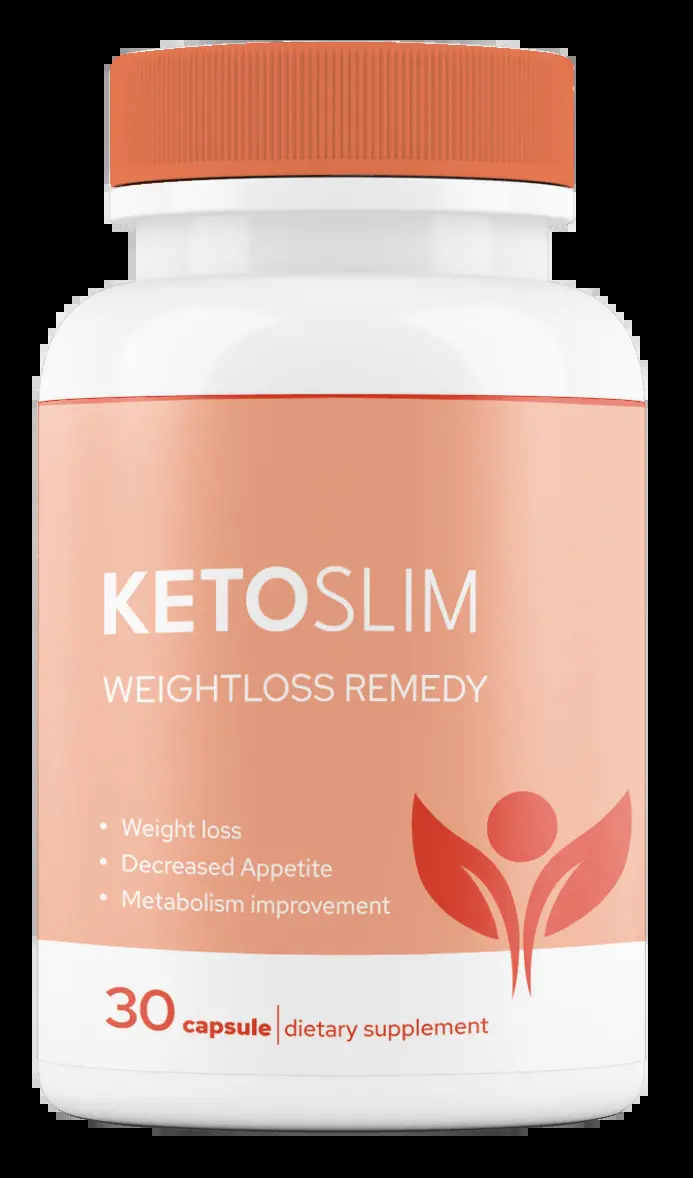 KETOSLIM
WEIGHTLOSS REMEDY
• Weight loss
• Decreased Appetite
• Metabolism improvement
30 capsule | dietary supplement